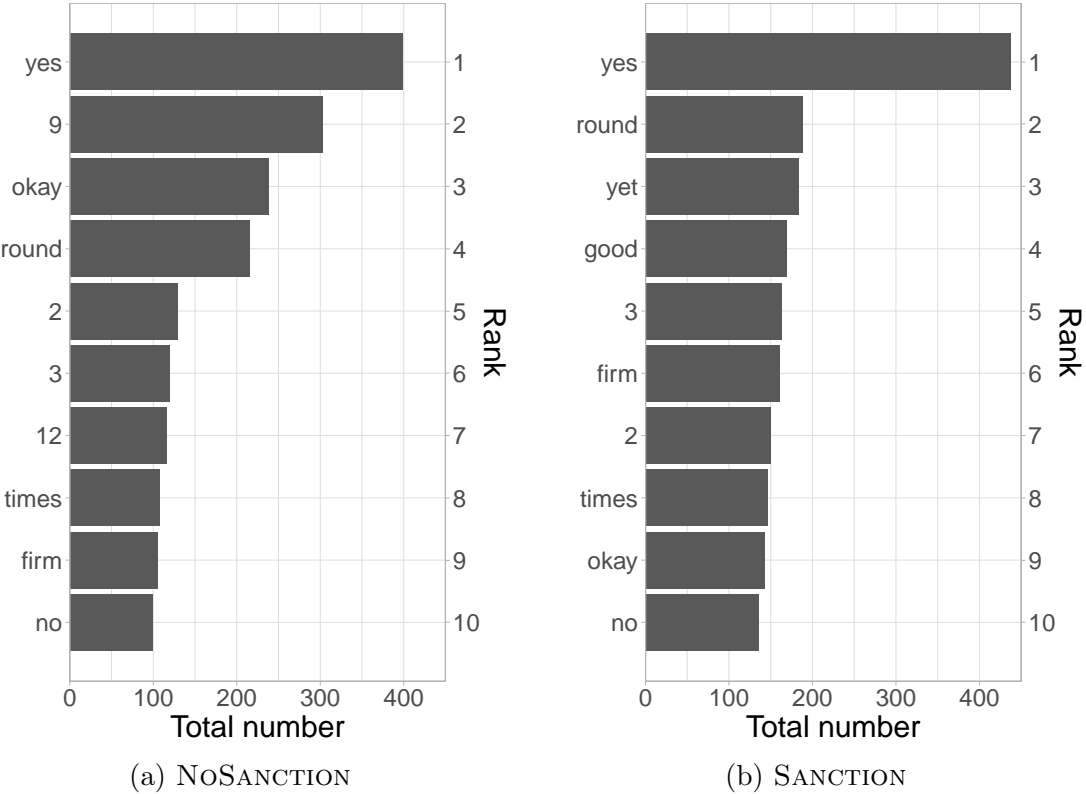 yes
1
9
2
okay
3
round
4
2
5
3
6
12
7
times
8
firm
9
no
10
Rank
0 100 200 300 400
Total number
(a) NOSANCTION
yes
1
round
2
yet
3
good
4
3
5
firm
6
2
7
times
8
okay
9
no
10
Rank
0 100 200 300 400
Total number
(b) SANCTION